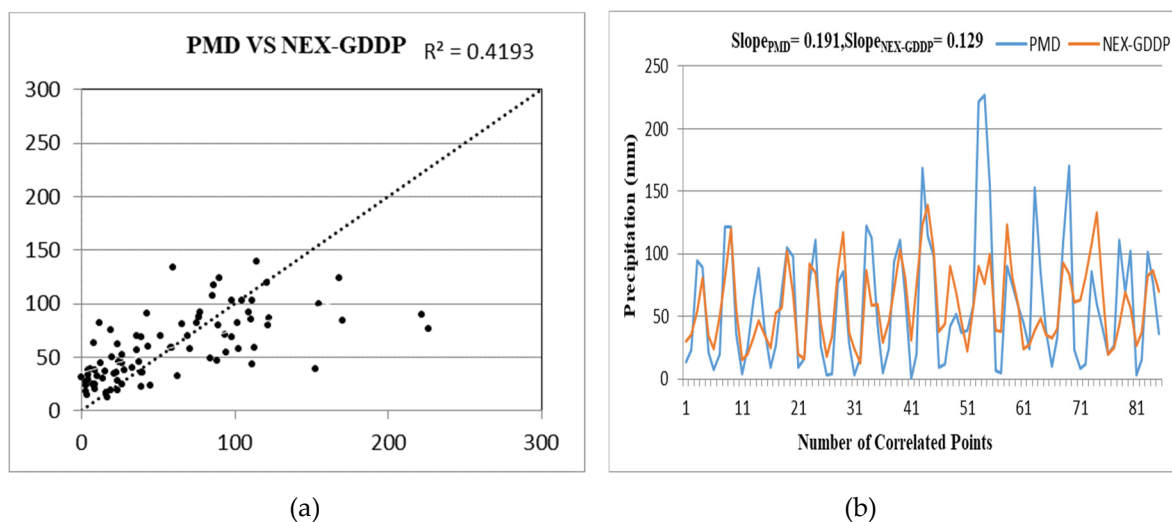 PMD VS NEX-GDDP R² = 0.4193
300
250
200
150
100
50
0
0 100 200 300
(a)
SlopePMD= 0.191,SlopeNEX-GDDP= 0.129 PMD NEX-GDDP
Precipitation (mm)
250
200
150
100
50
0
1 11 21 31 41 51 61 71 81
Number of Correlated Points
(b)